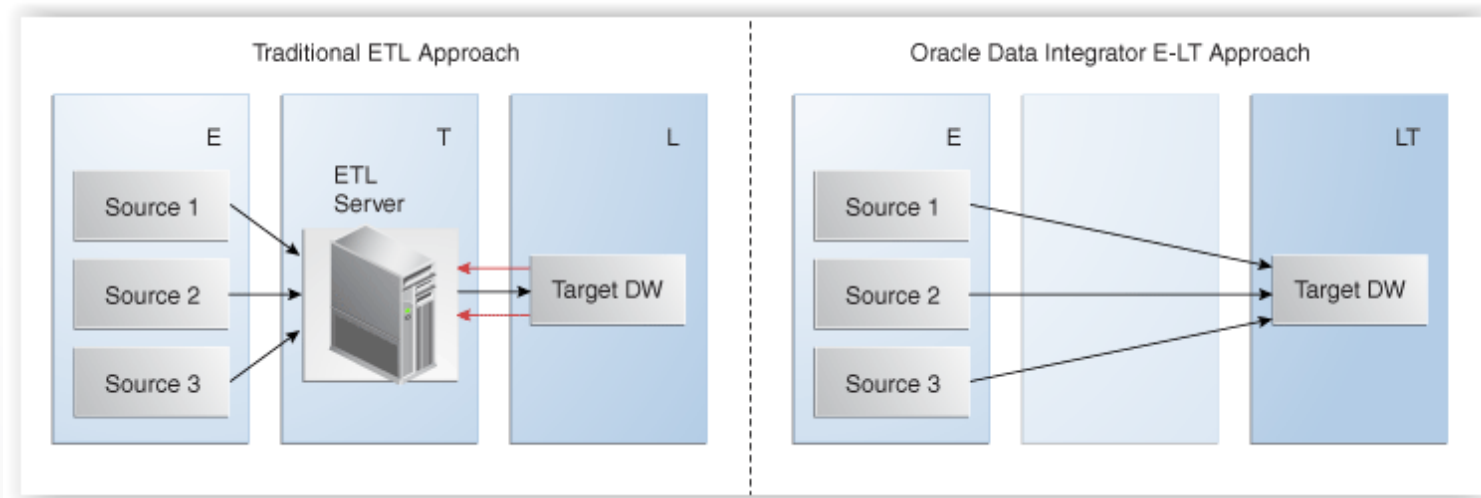 Traditional ETL Approach
E
T
L
ETL
Server
Source 1
Source 2
Source 3
Target DW
Oracle Data Integrator E-LT Approach
E
LT
Source 1
Source 2
Source 3
Target DW